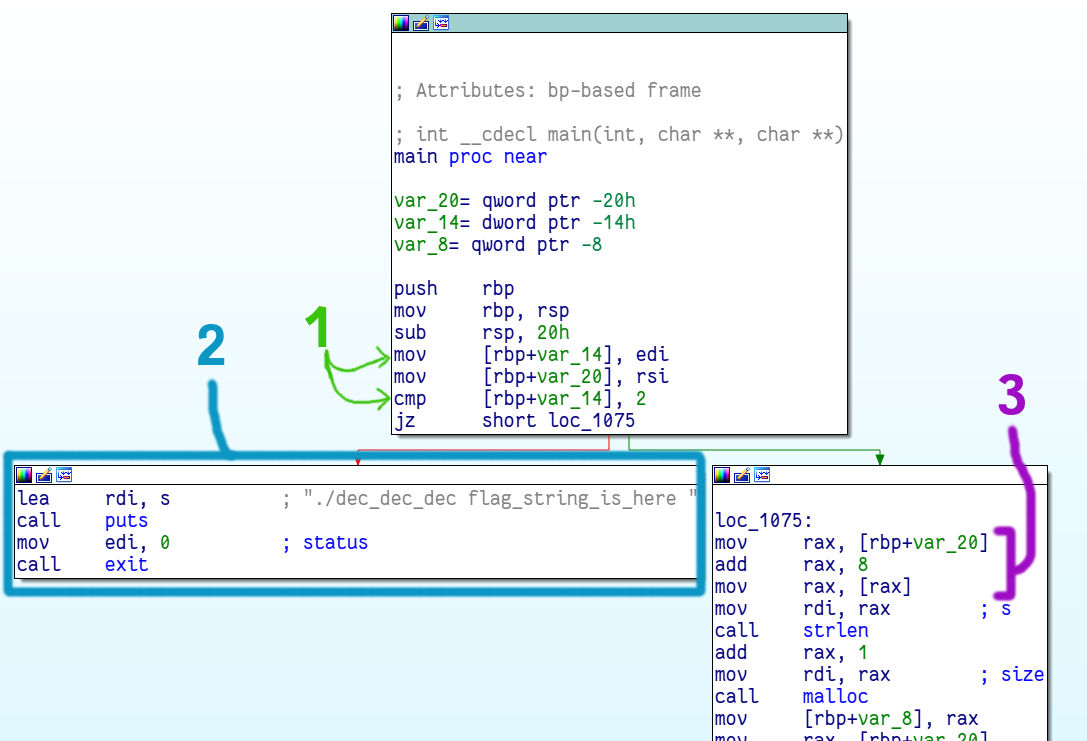 ; Attributes: bp-based frame
; int __cdecl main(int, char **, char **)
main proc near
var_20= qword ptr -20h
var_14= dword ptr -14h
var_8= qword ptr -8
push rbp
mov rbp, rsp
sub rsp, 20h
mov [rbp+var_14], edi
mov [rbp+var_20], rsi
cmp [rbp+var_14], 2
jz short loc_1075
1
2
lea rdi, s ; "./dec_dec_dec flag_string_is_here "
call puts
mov edi, 0 ; status
call exit
3
loc_1075:
mov rax, [rbp+var_20]
add rax, 8
mov rax, [rax]
mov rdi, rax ; s
call strlen
add rax, 1
mov rdi, rax ; size
call malloc
mov [rbp+var_8], rax
mov rax, [rbp+var_20]